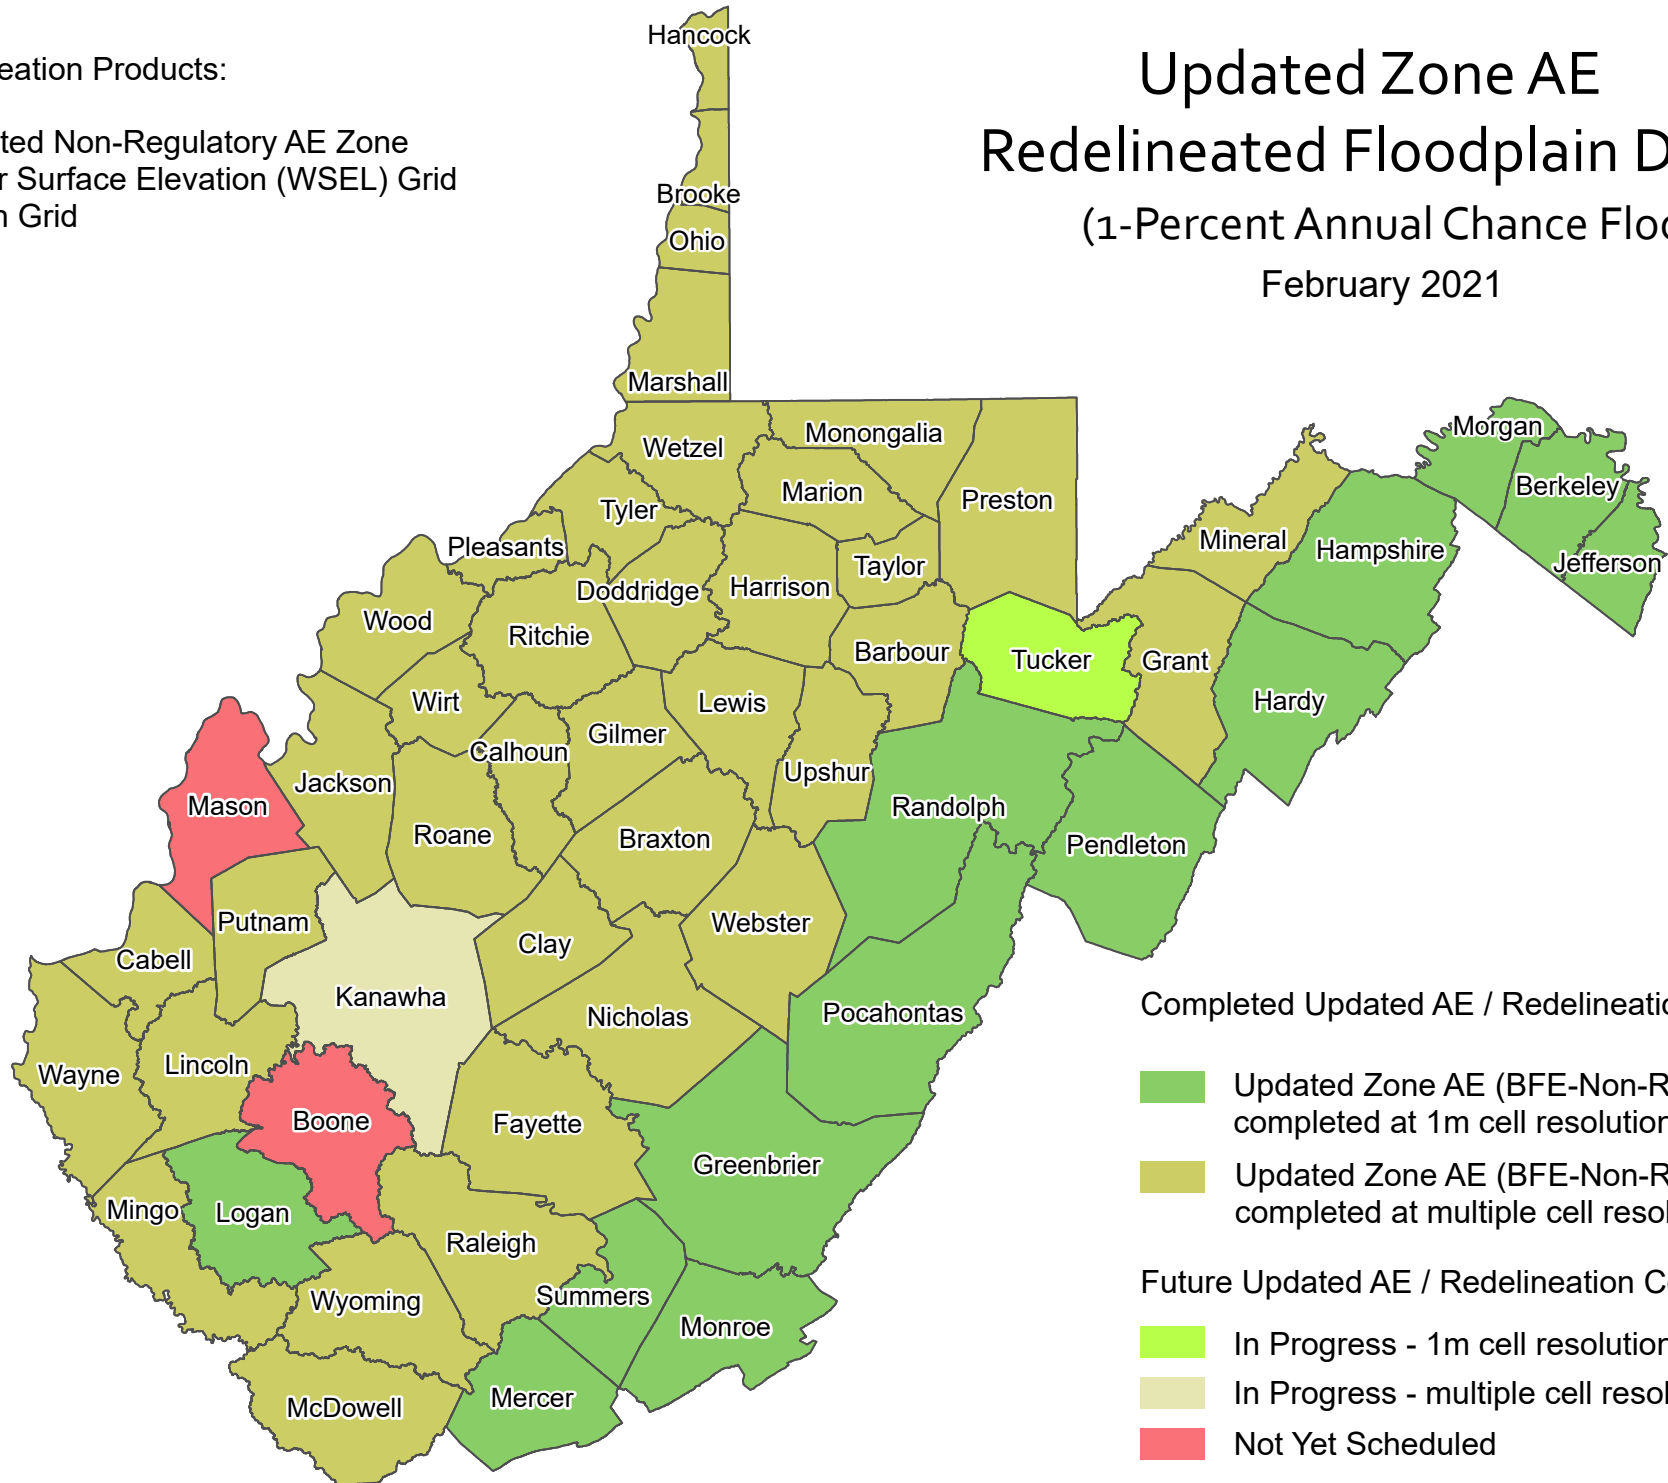 eation Products:
ted Non-Regulatory AE Zone
r Surface Elevation (WSEL) Grid
n Grid
Updated Zone AE
Redelineated Floodplain D
(1-Percent Annual Chance Floo
February 2021
Hancock
Brooke
Ohio
Marshall
Wetzel
Monongalia
Marion
Preston
Tyler
Pleasants
Doddridge
Harrison
Taylor
Wood
Ritchie
Barbour
Tucker
Grant
Mineral
Hampshire
Morgan
Berkeley
Jefferson
Hardy
Wirt
Lewis
Gilmer
Calhoun
Upshur
Jackson
Mason
Roane
Braxton
Randolph
Pendleton
Putnam
Clay
Webster
Cabell
Kanawha
Nicholas
Pocahontas
Wayne
Lincoln
Boone
Fayette
Greenbrier
Mingo
Logan
Raleigh
Wyoming
Summers
Monroe
McDowell
Mercer
Completed Updated AE / Redelineatio
Updated Zone AE (BFE-Non-R
completed at 1m cell resolution
Updated Zone AE (BFE-Non-R
completed at multiple cell resol
Future Updated AE / Redelineation Co
In Progress - 1m cell resolution
In Progress - multiple cell resol
Not Yet Scheduled